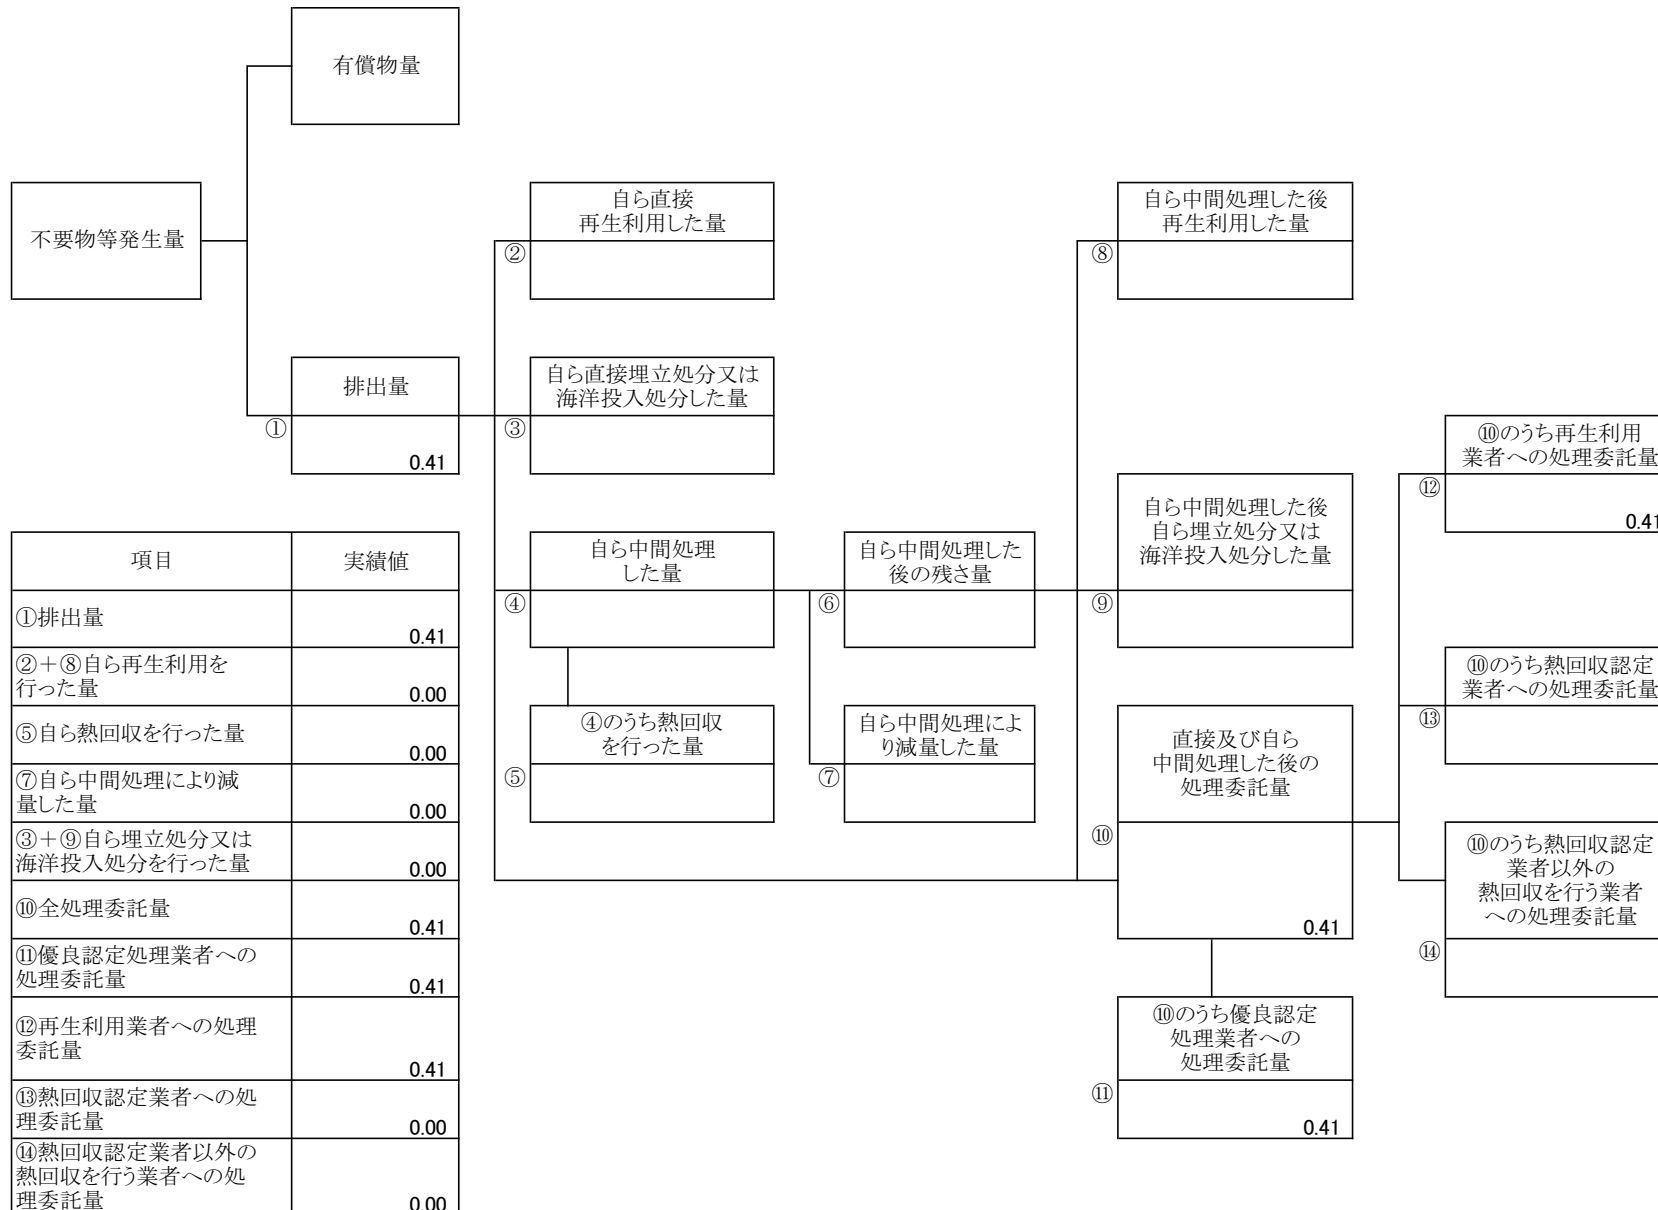 有償物量
不要物等発生量
自ら直接
再生利用した量
②
自ら中間処理した後
再生利用した量
⑧
排出量
①
0.41
自ら直接埋立処分又は
海洋投入処分した量
③
⑩のうち再生利用
業者への処理委託量
⑫
0.41
自ら中間処理
した量
④
自ら中間処理した
後の残さ量
⑥
自ら中間処理した後
自ら埋立処分又は
海洋投入処分した量
⑨
④のうち熱回収
を行った量
⑤
自ら中間処理によ
り減量した量
⑦
直接及び自ら
中間処理した後の
処理委託量
⑩
0.41
⑩のうち熱回収認定
業者への処理委託量
⑬
⑩のうち熱回収認定
業者以外の
熱回収を行う業者
への処理委託量
⑭
⑩のうち優良認定
処理業者への
処理委託量
⑪
0.41
項目 実績値
①排出量
0.41
②+⑧自ら再生利用を
行った量
0.00
⑤自ら熱回収を行った量
0.00
⑦自ら中間処理により減
量した量
0.00
③+⑨自ら埋立処分又は
海洋投入処分を行った量
0.00
⑩全処理委託量
0.41
⑪優良認定処理業者への
処理委託量
0.41
⑫再生利用業者への処理
委託量
0.41
⑬熱回収認定業者への処
理委託量
0.00
⑭熱回収認定業者以外の
熱回収を行う業者への処
理委託量
0.00